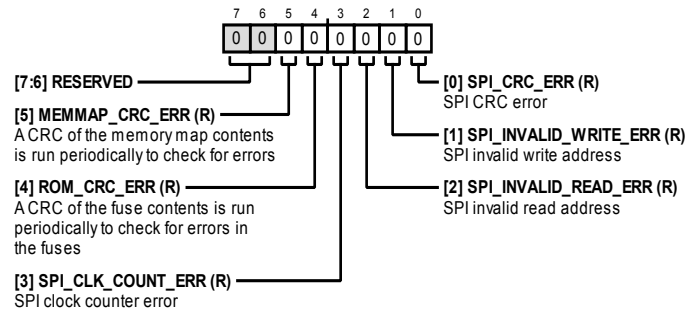 7 6 5 4 3 2 1 0
0 0 0 0 0 0 0 0
[7:6] RESERVED
[5] MEMMAP_CRC_ERR (R)
A CRC of the memory map contents
is run periodically to check for errors
[4] ROM_CRC_ERR (R)
A CRC of the fuse contents is run
periodically to check for errors in
the fuses
[3] SPI_CLK_COUNT_ERR (R)
SPI clock counter error
[0] SPI_CRC_ERR (R)
SPI CRC error
[1] SPI_INVALID_WRITE_ERR (R)
SPI invalid write address
[2] SPI_INVALID_READ_ERR (R)
SPI invalid read address